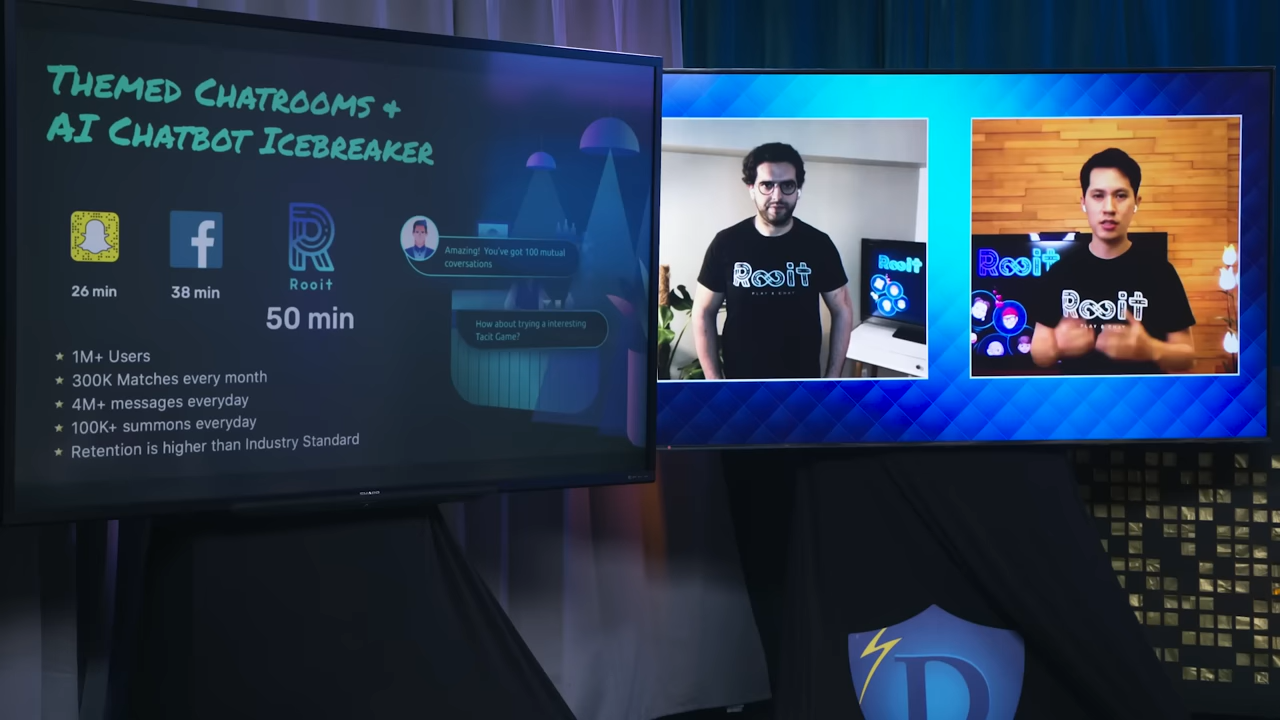 THEMED CHATROOMS &
AI CHATBOT ICEBREAKER
26 min
38 min
Rooit
50 min
Amazing! You've got 100 mutual
coversations
How about trying a interesting
Tacit Game?
1M+ Users
300K Matches every month
4M+ messages everyday
100K+ summons everyday
Retention is higher than Industry Standard
Rooit
PLAY & CHAT
Rooit
Rooit
Rooit
PLAY & CHAT
D